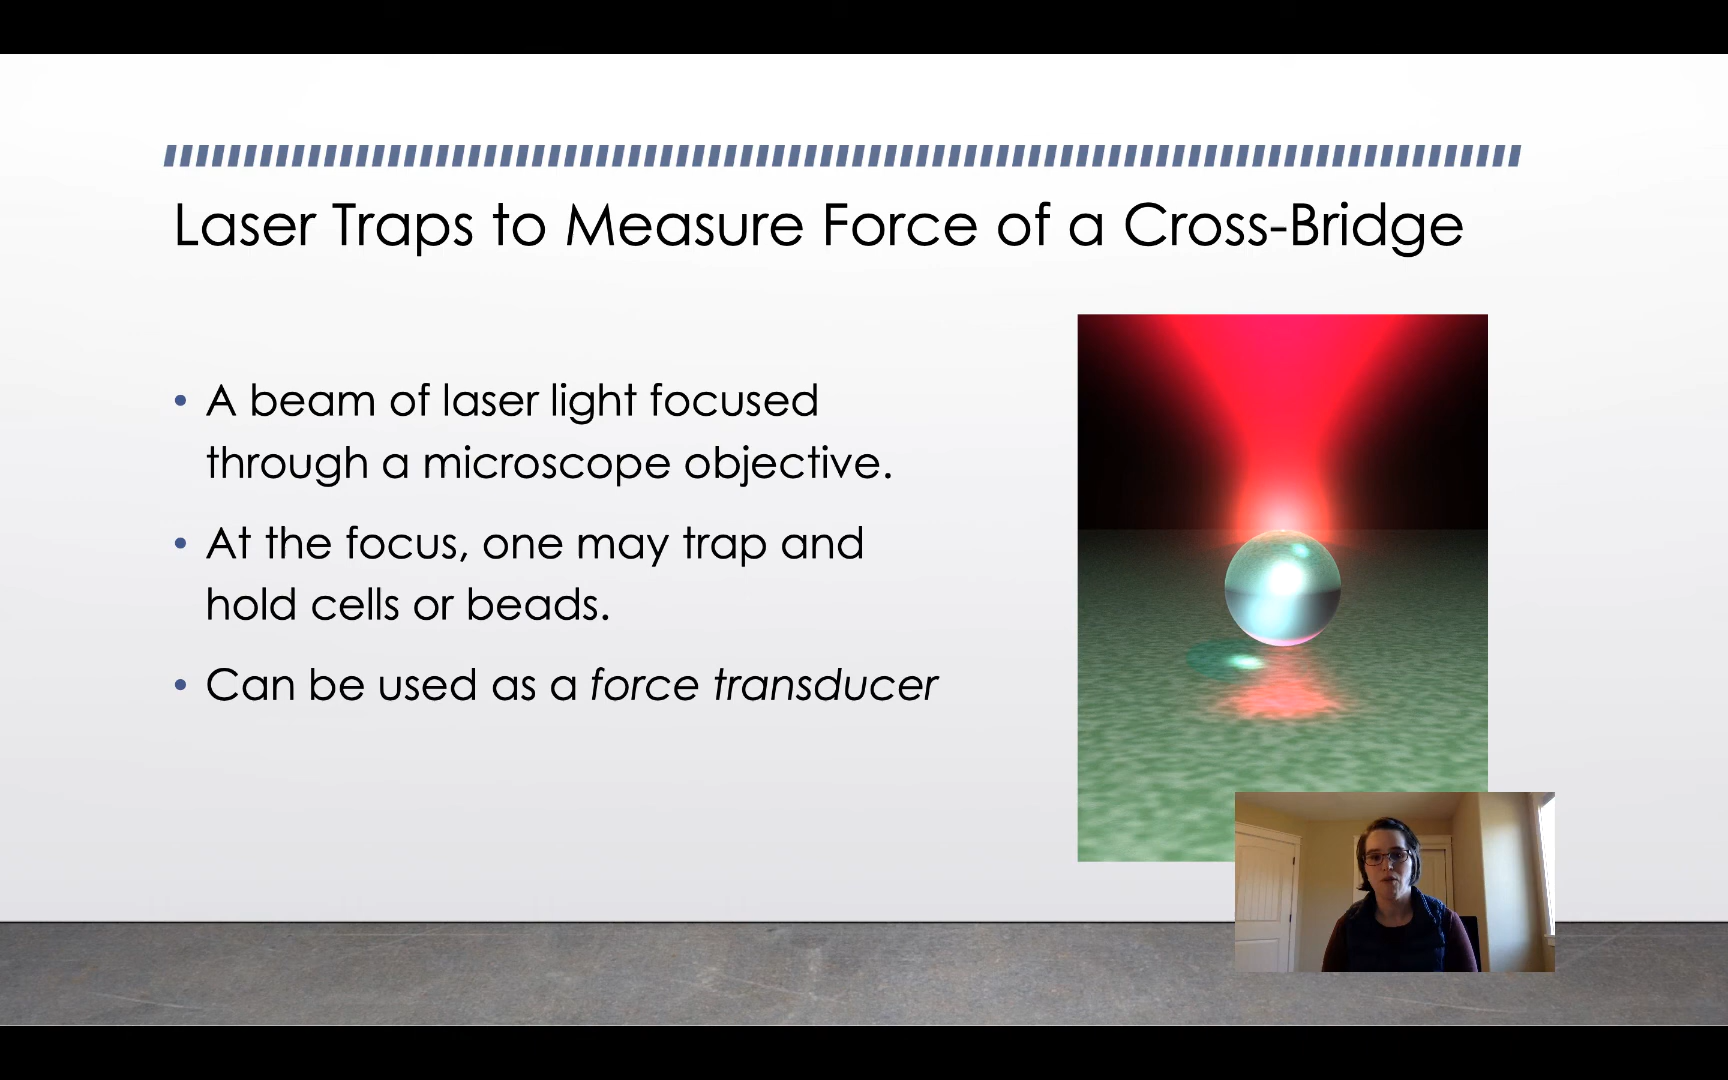 Laser Traps to Measure Force of a Cross-Bridge
• A beam of laser light focused
through a microscope objective.
• At the focus, one may trap and
hold cells or beads.
• Can be used as a force transducer